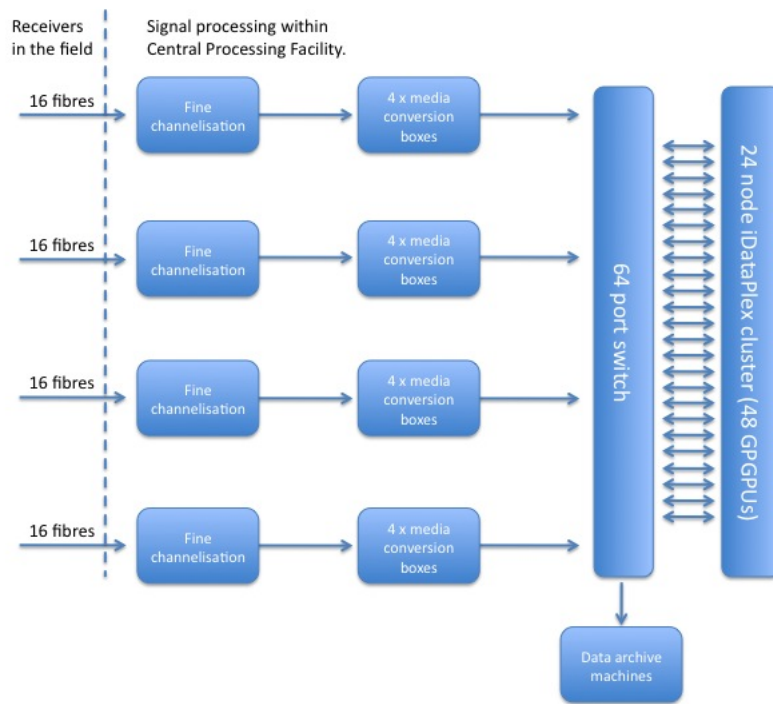 Receivers
in the field
Signal processing within
Central Processing Facility.
16 fibres
Fine
channelisation
4 x media
conversion
boxes
16 fibres
Fine
channelisation
4 x media
conversion
boxes
16 fibres
Fine
channelisation
4 x media
conversion
boxes
16 fibres
Fine
channelisation
4 x media
conversion
boxes
64 port switch
24 node iDataPlex cluster (48 GPGPUs)
Data archive
machines